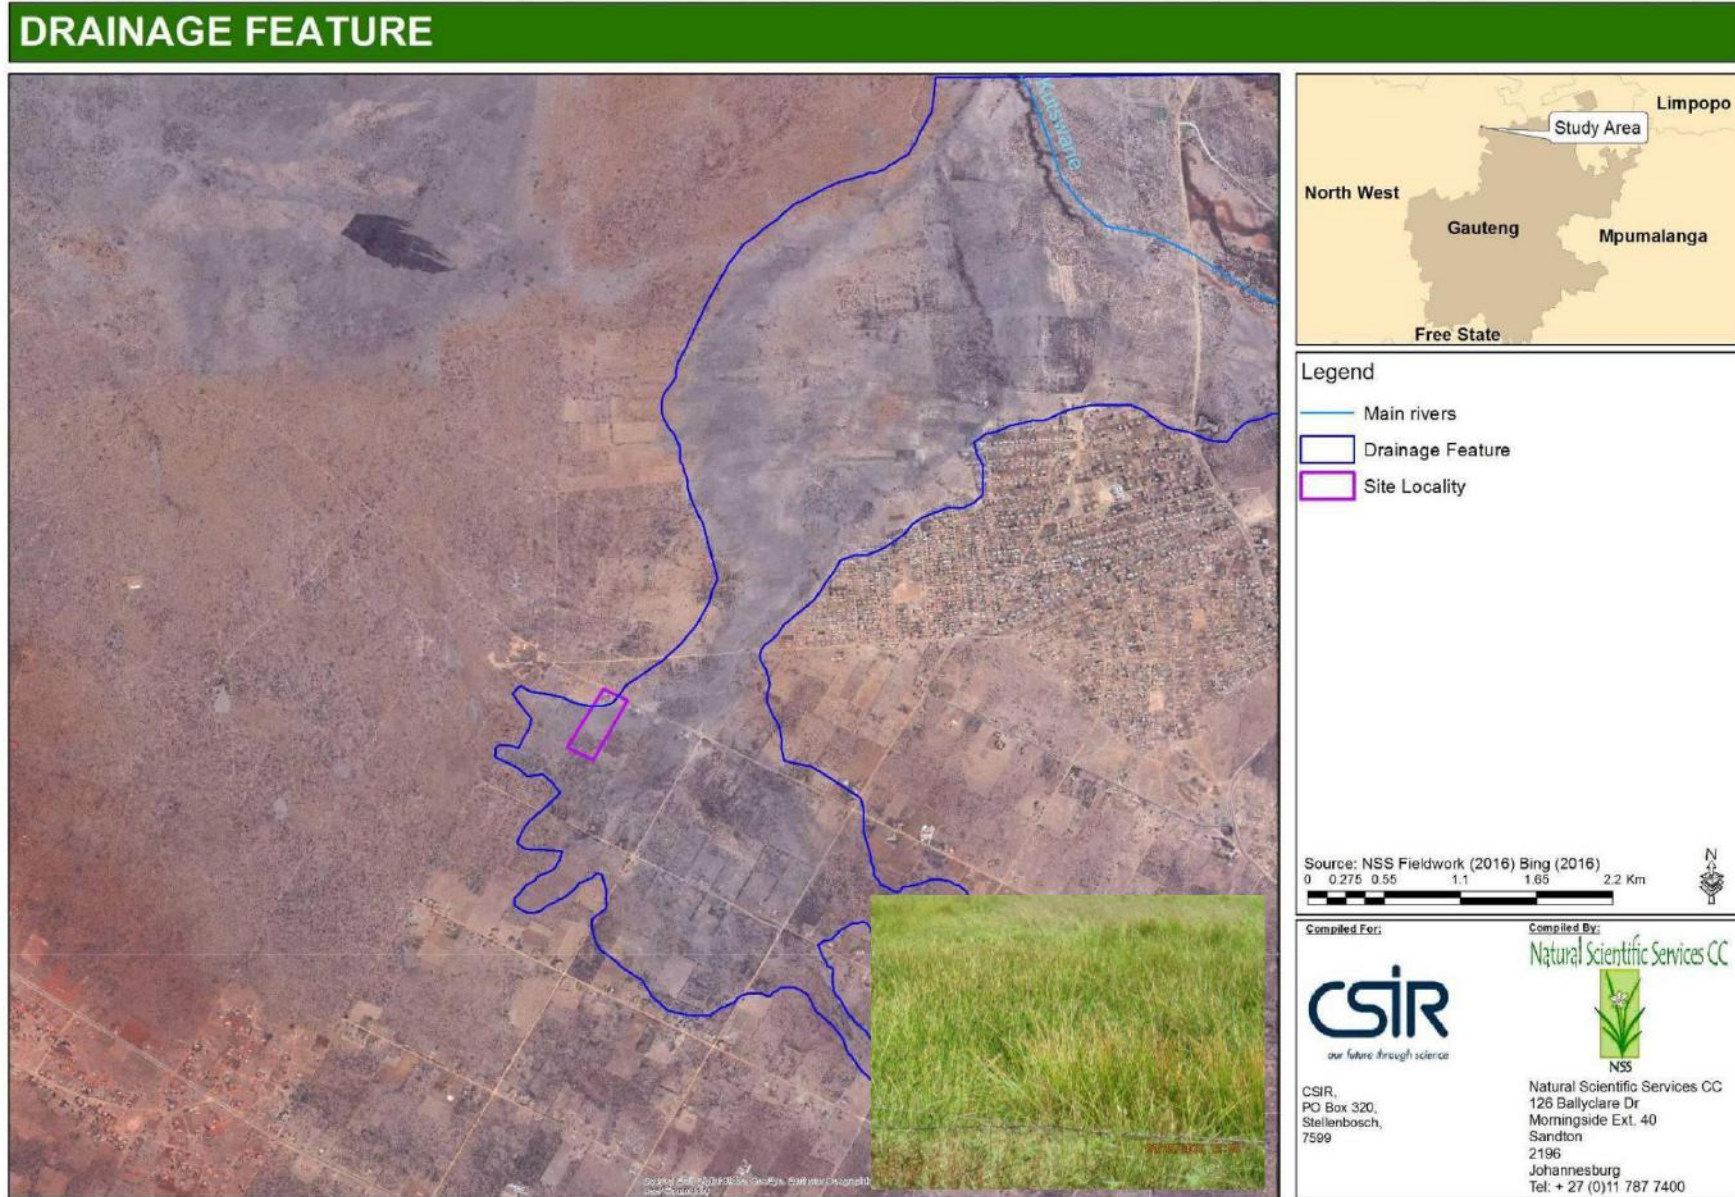 DRAINAGE FEATURE
Kutswane
Limpopo
Study Area
North West
Gauteng
Mpumalanga
Free State
Legend
Main rivers
Drainage Feature
Site Locality
Source: NSS Fieldwork (2016) Bing (2016)
0 0.275 0.55 1.1 1.65 2.2 Km
N
Compiled For:
CSIR
our future through science
CSIR,
PO Box 320,
Stellenbosch,
7599
Compiled By:
Natural Scientific Services CC
NSS
Natural Scientific Services CC
126 Ballyclare Dr
Morningside Ext. 40
Sandton
2196
Johannesburg
Tel: + 27 (0)11 787 7400